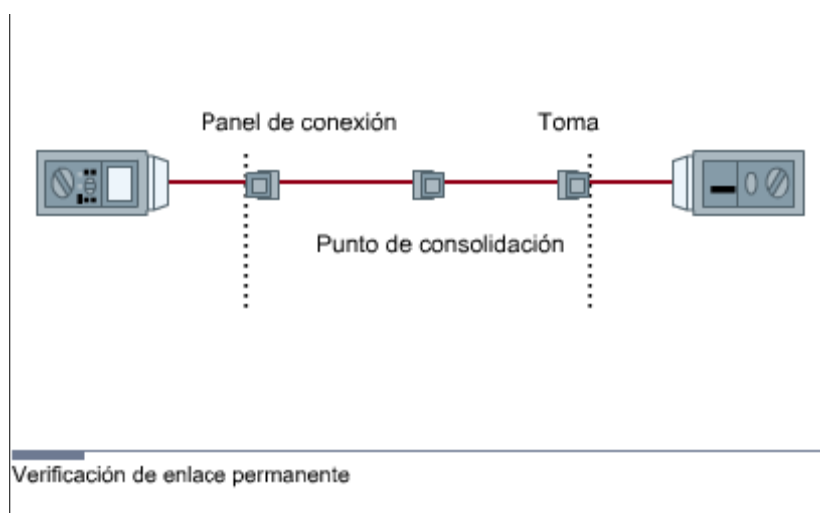 Panel de conexión
Toma
Punto de consolidación
Verificación de enlace permanente